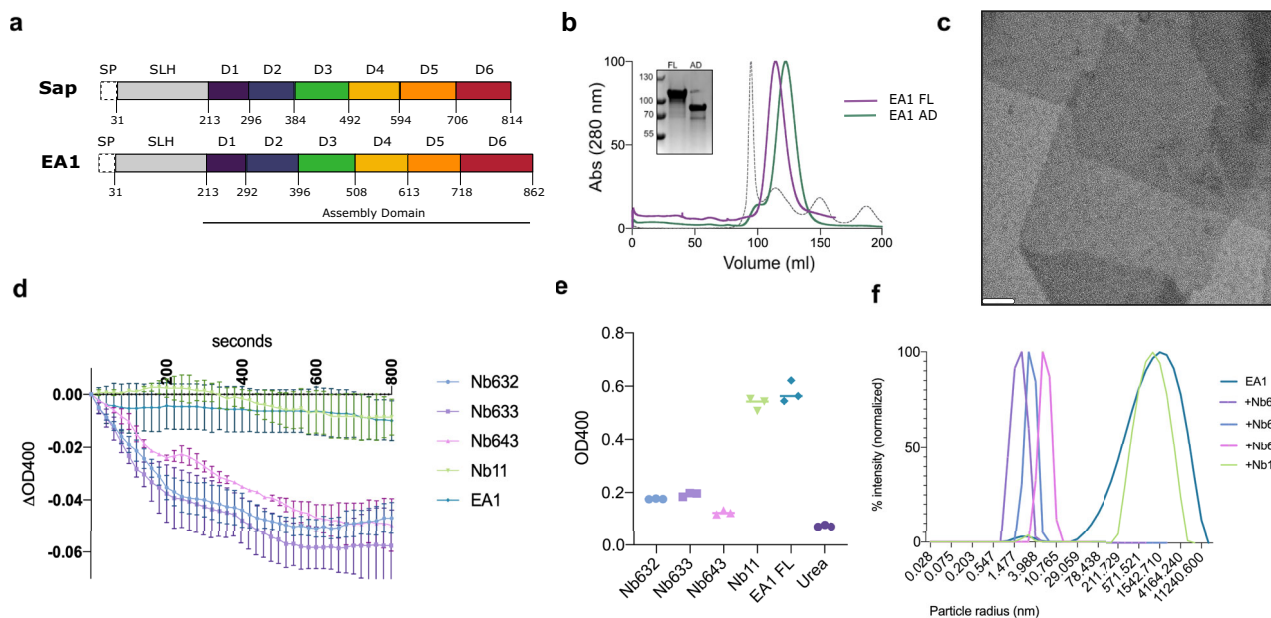 a
Sap
SP SLH D1 D2 D3 D4 D5 D6
31 213 296 384 492 594 706 814
EA1
SP SLH D1 D2 D3 D4 D5 D6
31 213 292 396 508 613 718 862
Assembly Domain
b
Abs (280 nm)
100
50
0
FL AD
130
100
70
55
EA1 FL
EA1 AD
0 50 100 150 200
Volume (ml)
c
d
seconds
200 400 600 800
ΔOD400
0.00
-0.02
-0.04
-0.06
Nb632
Nb633
Nb643
Nb11
EA1
e
OD400
0.8
0.6
0.4
0.2
0.0
Nb632 Nb633 Nb643 Nb11 EA1 FL Urea
f
% intensity (normalized)
100
50
0
EA1
+Nb6
+Nb6
+Nb6
+Nb1
0.028 0.075 0.203 0.547 1.477 3.988 10.765 29.059 78.438 211.729 571.521 1542.710 4164.240 11240.600
Particle radius (nm)